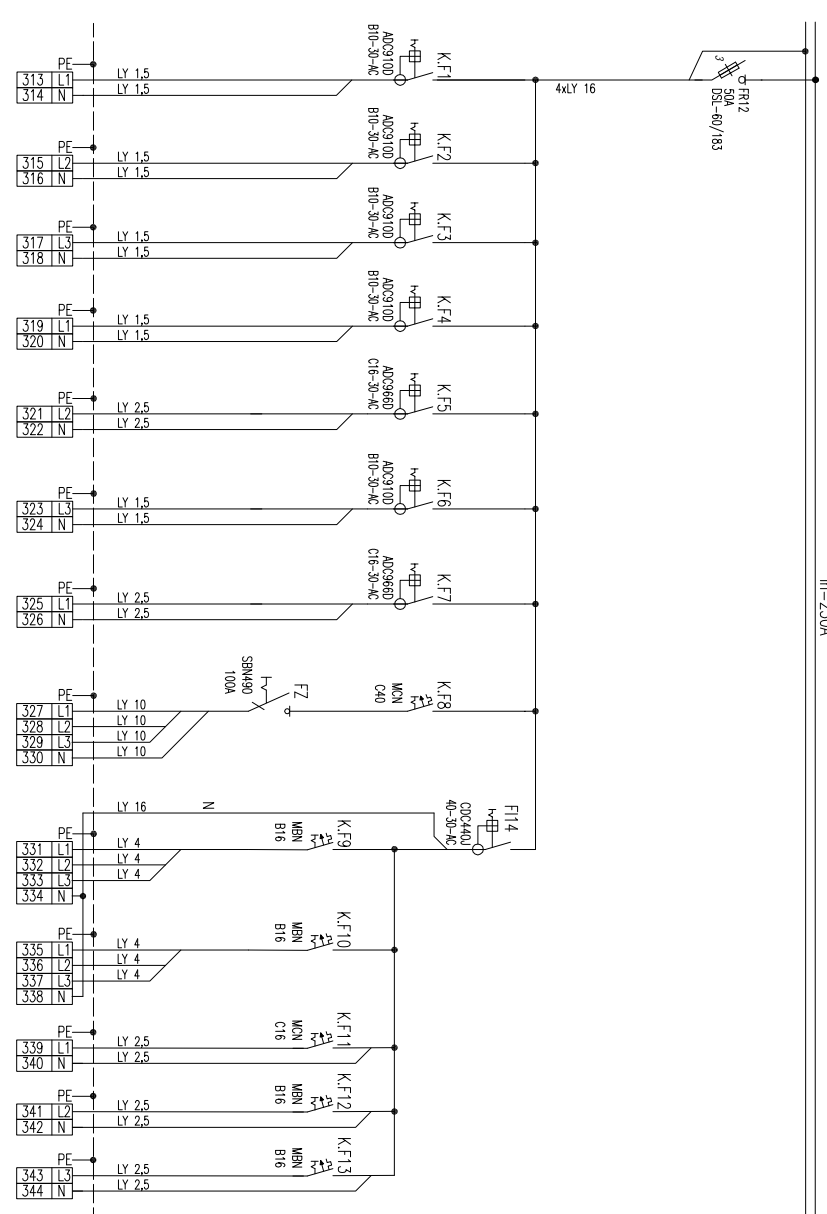 K.F1
ADC910D
B10-30-AC
PE
313 L1 LY 1,5
314 N LY 1,5
4xLY 16
3
FR12
50A
DSL-60/183
K.F2
ADC910D
B10-30-AC
PE
315 L2 LY 1,5
316 N LY 1,5
K.F3
ADC910D
B10-30-AC
PE
317 L3 LY 1,5
318 N LY 1,5
K.F4
ADC910D
B10-30-AC
PE
319 L1 LY 1,5
320 N LY 1,5
K.F5
ADC966D
C16-30-AC
PE
321 L2 LY 2,5
322 N LY 2,5
K.F6
ADC910D
B10-30-AC
PE
323 L3 LY 1,5
324 N LY 1,5
K.F7
ADC966D
C16-30-AC
PE
325 L1 LY 2,5
326 N LY 2,5
K.F8
MCN
C40
FZ
SBN490
100A
PE
327 L1 LY 10
328 L2 LY 10
329 L3 LY 10
330 N LY 10
FI14
CDC440J
40-30-AC
LY 16 N
K.F9
MBN
B16
PE
331 L1 LY 4
332 L2 LY 4
333 L3 LY 4
334 N
K.F10
MBN
B16
PE
335 L1 LY 4
336 L2 LY 4
337 L3 LY 4
338 N
K.F11
MCN
C16
PE
339 L1 LY 2,5
340 N LY 2,5
K.F12
MBN
B16
PE
341 L2 LY 2,5
342 N LY 2,5
K.F13
MBN
B16
PE
343 L3 LY 2,5
344 N LY 2,5